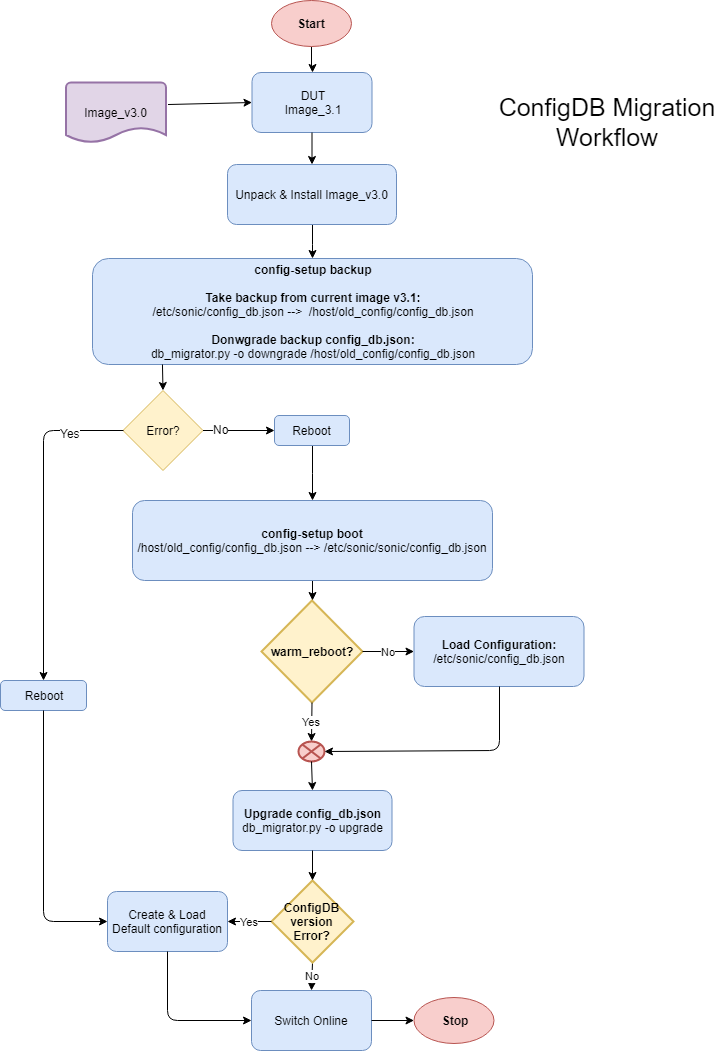 Start
ConfigDB Migration
Workflow
DUT
Image_3.1
Image_v3.0
Unpack & Install Image_v3.0
config-setup backup
Take backup from current image v3.1:
/etc/sonic/config_db.json --> /host/old_config/config_db.json
Donwgrade backup config_db.json:
db_migrator.py -o downgrade /host/old_config/config_db.json
Yes
Error?
No
Reboot
config-setup boot
/host/old_config/config_db.json --> /etc/sonic/sonic/config_db.json
warm_reboot?
No
Load Configuration:
/etc/sonic/config_db.json
Reboot
Yes
Upgrade config_db.json
db_migrator.py -o upgrade
Create & Load
Default configuration
Yes
ConfigDB
version
Error?
No
Switch Online
Stop